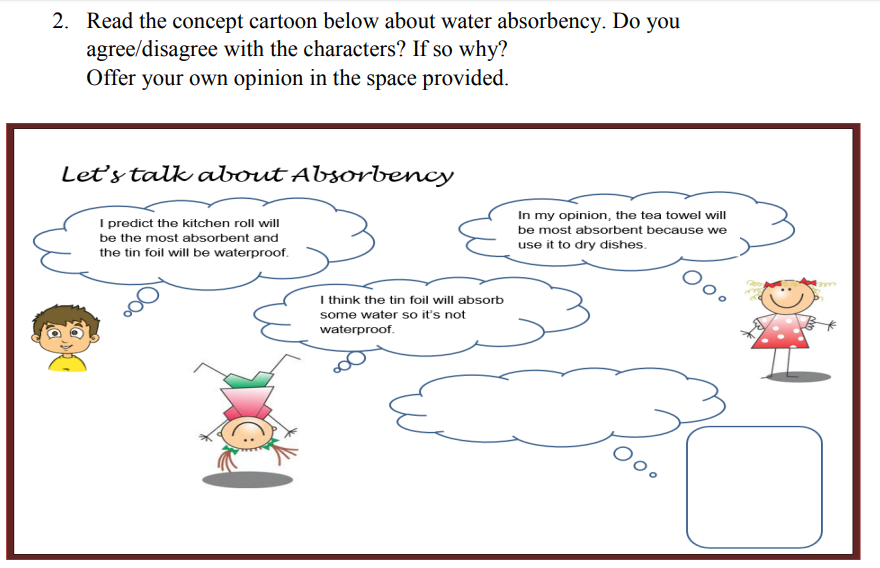 2. Read the concept cartoon below about water absorbency. Do you
agree/disagree with the characters? If so why?
Offer your own opinion in the space provided.
Let's talk about Absorbency
I predict the kitchen roll will
be the most absorbent and
the tin foil will be waterproof.
In my opinion, the tea towel will
be most absorbent because we
use it to dry dishes.
I think the tin foil will absorb
some water so it's not
waterproof.